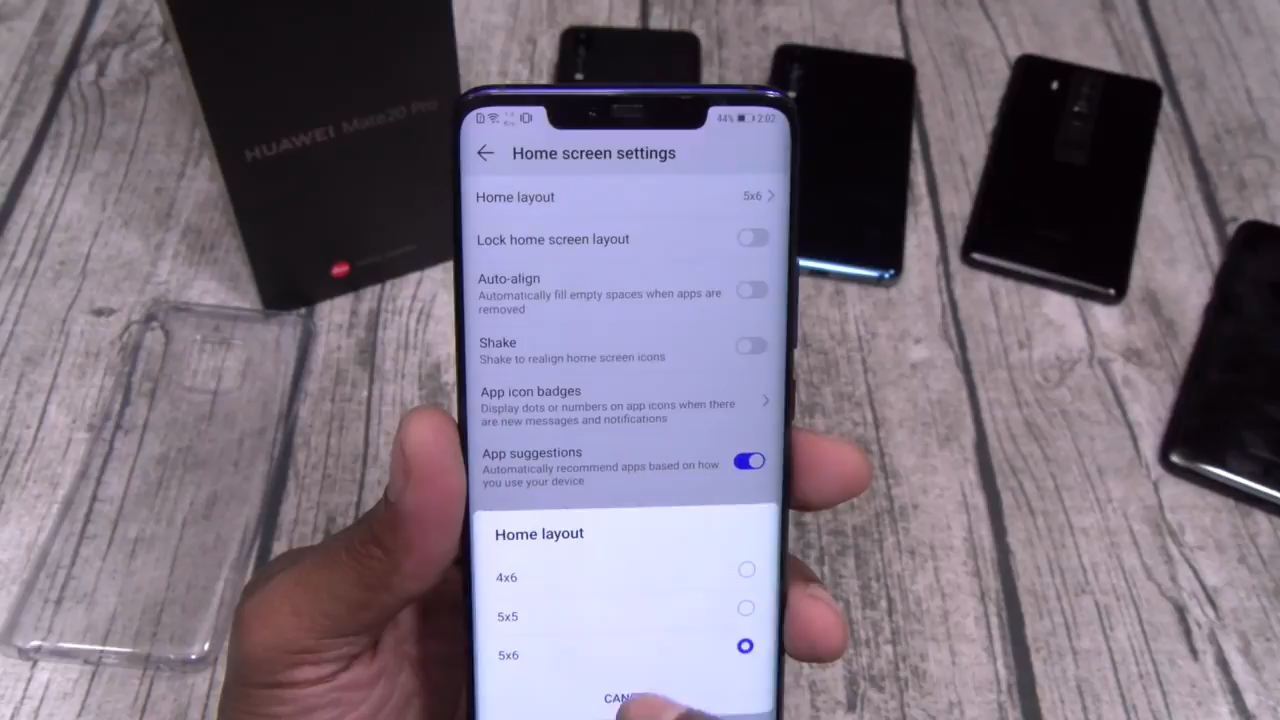 HUAWEI Mate20 Pro
44% 2:02
Home screen settings
Home layout
5x6
Lock home screen layout
Auto-align
Automatically fill empty spaces when apps are
removed
Shake
Shake to realign home screen icons
App icon badges
Display dots or numbers on app icons when there
are new messages and notifications
App suggestions
Automatically recommend apps based on how
you use your device
Home layout
4x6
5x5
5x6